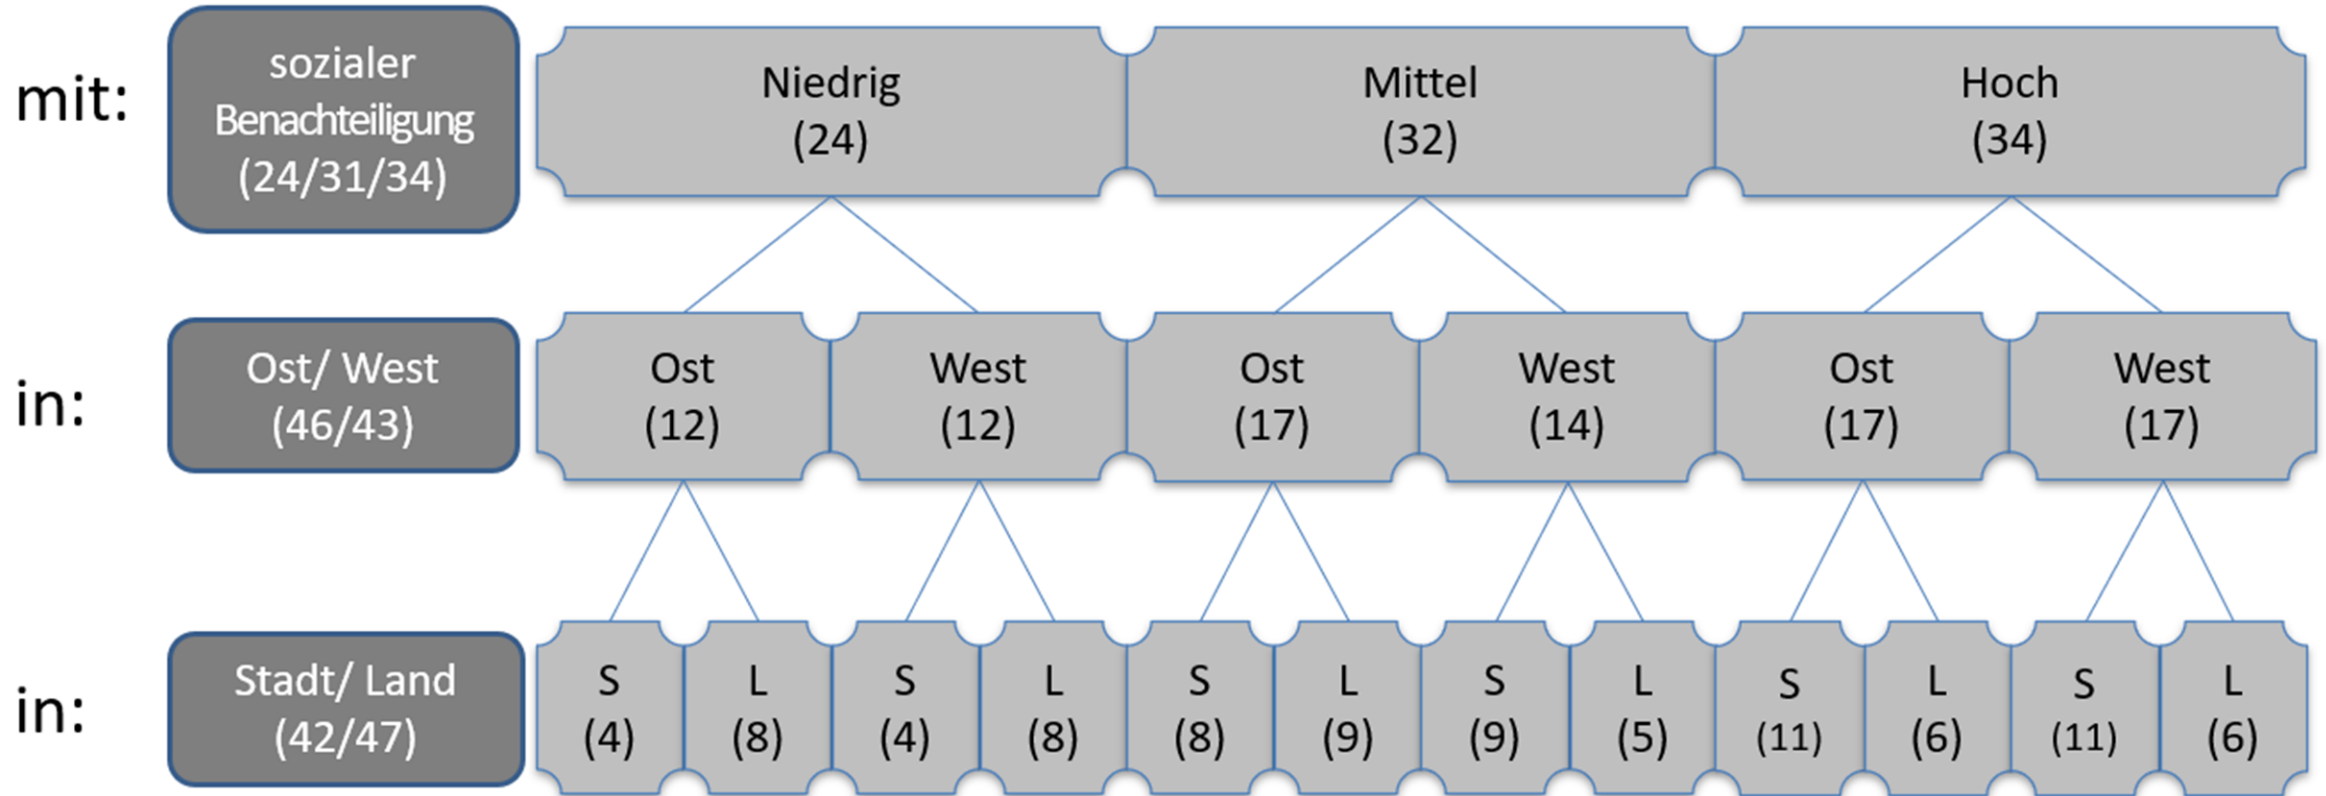 mit:
sozialer
Benachteiligung
(24/31/34)
Niedrig
(24)
Mittel
(32)
Hoch
(34)
in:
Ost/ West
(46/43)
Ost
(12)
West
(12)
Ost
(17)
West
(14)
Ost
(17)
West
(17)
in:
Stadt/ Land
(42/47)
S
(4)
L
(8)
S
(4)
L
(8)
S
(8)
L
(9)
S
(9)
L
(5)
S
(11)
L
(6)
S
(11)
L
(6)